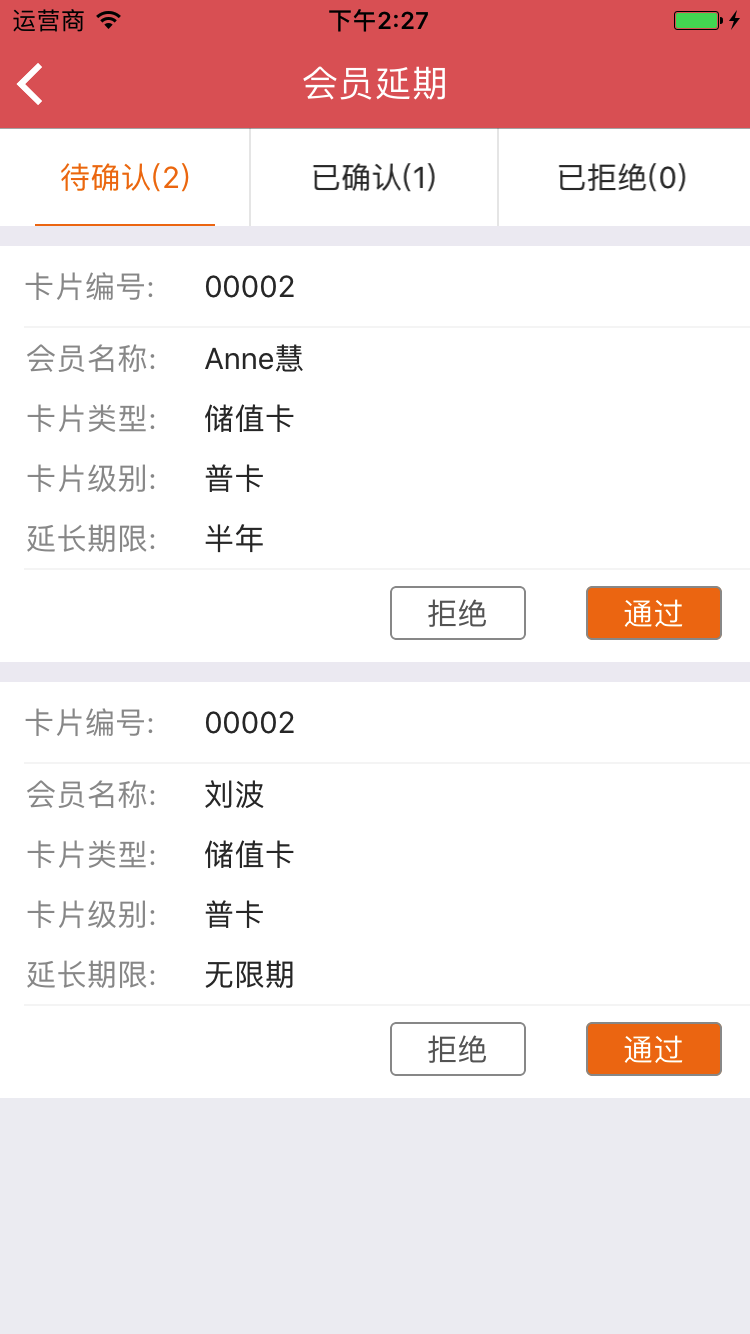 运营商 下午2:27
会员延期
待确认(2) 已确认(1) 已拒绝(0)
卡片编号: 00002
会员名称: Anne慧
卡片类型: 储值卡
卡片级别: 普卡
延长期限: 半年
拒绝 通过
卡片编号: 00002
会员名称: 刘波
卡片类型: 储值卡
卡片级别: 普卡
延长期限: 无限期
拒绝 通过